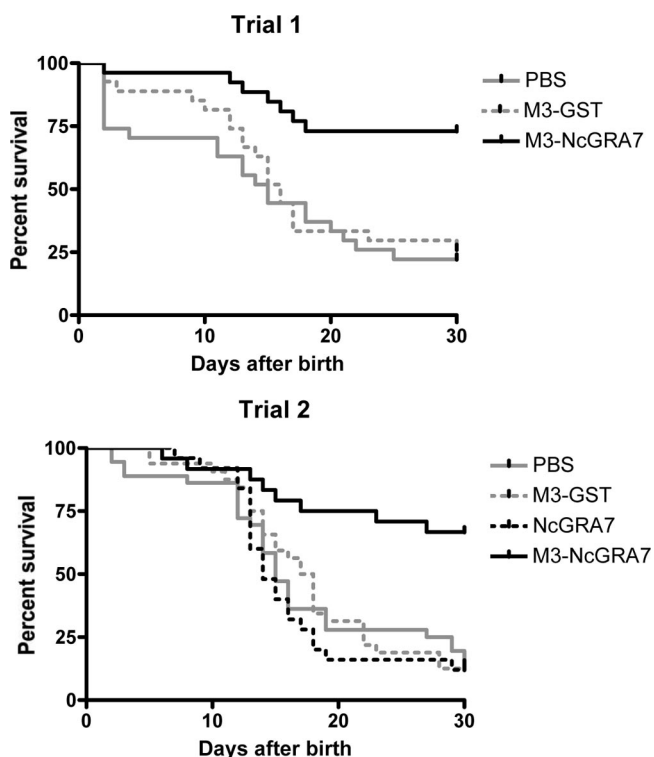 Trial 1
Percent survival
100
75
50
25
0
0 10 20 30
Days after birth
PBS
M3-GST
M3-NcGRA7
Trial 2
Percent survival
100
75
50
25
0
0 10 20 30
Days after birth
PBS
M3-GST
NcGRA7
M3-NcGRA7